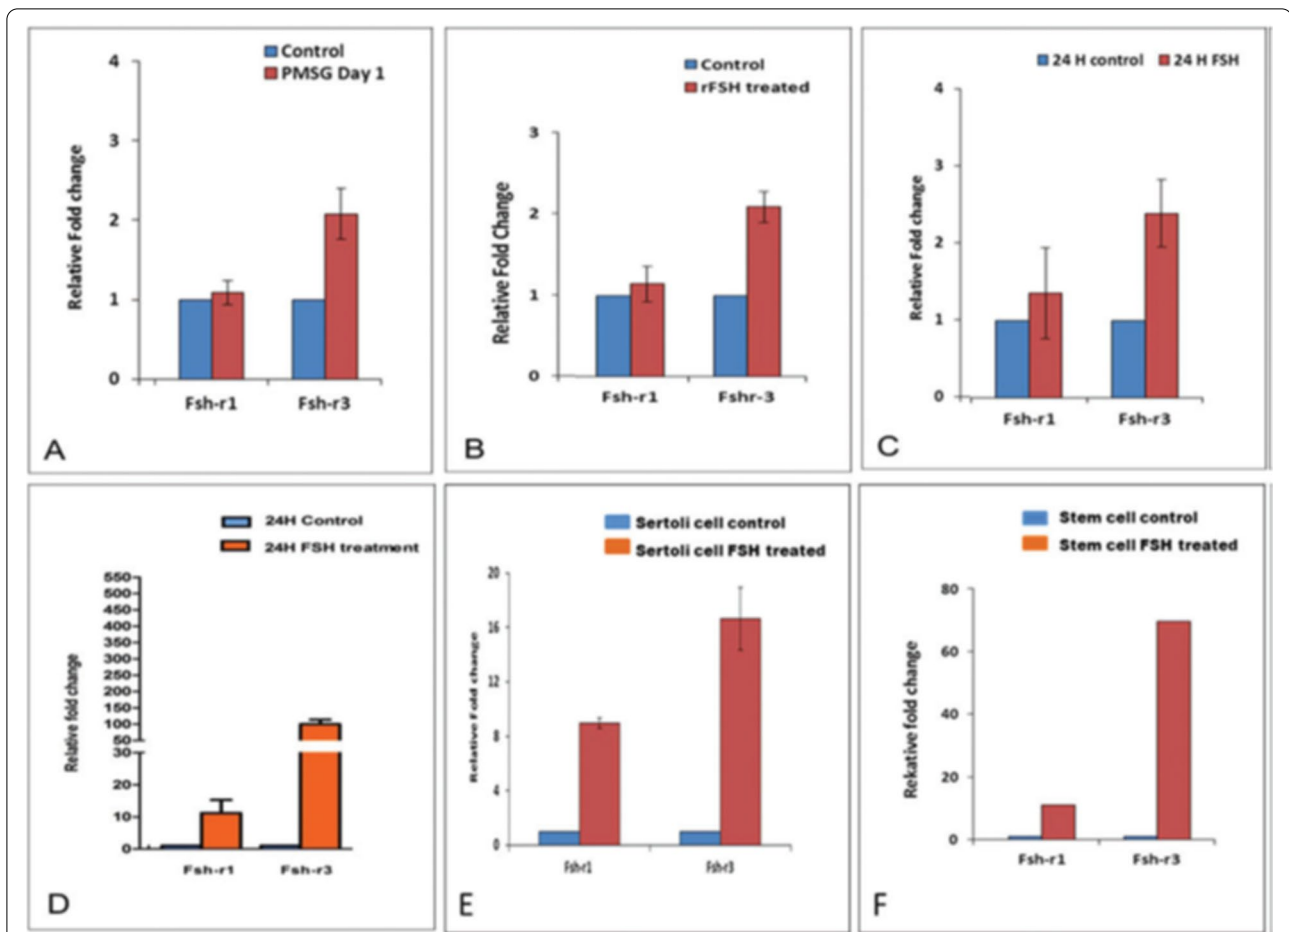 Control
PMSG Day 1
4
3
2
1
0
Relative Fold change
Fsh-r1 Fsh-r3
A
Control
rFSH treated
3
2
1
0
Relative Fold Change
Fsh-r1 Fshr-3
B
24 H control 24 H FSH
4
3
2
1
0
Relative Fold change
Fsh-r1 Fsh-r3
C
24H Control
24H FSH treatment
550
500
450
400
350
300
250
200
150
100
50
30
20
10
0
Relative fold change
Fsh-r1 Fsh-r3
D
Sertoli cell control
Sertoli cell FSH treated
20
16
12
8
4
0
Relative Fold change
Fsh-r1 Fsh-r3
E
Stem cell control
Stem cell FSH treated
80
60
40
20
0
Rekative fold change
Fsh-r1 Fsh-r3
F